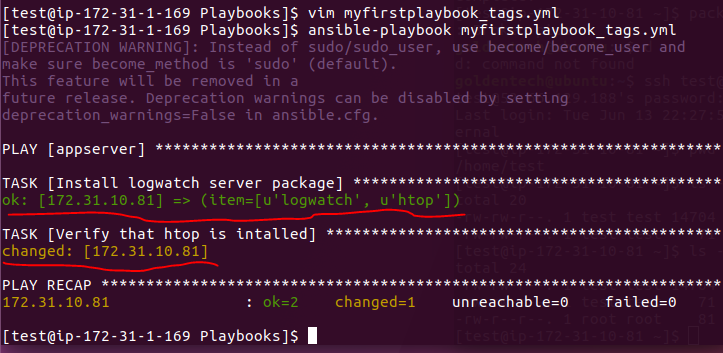 [test@ip-172-31-1-169 Playbooks]$ vim myfirstplaybook_tags.yml
[test@ip-172-31-1-169 Playbooks]$ ansible-playbook myfirstplaybook_tags.yml
[DEPRECATION WARNING]: Instead of sudo/sudo_user, use become/become_user and
make sure become_method is 'sudo' (default).
This feature will be removed in a
future release. Deprecation warnings can be disabled by setting
deprecation_warnings=False in ansible.cfg.
PLAY [appserver] ****************************************************************
TASK [Install logwatch server package] ******************************************
ok: [172.31.10.81] => (item=[u'logwatch', u'htop'])
TASK [Verify that htop is intalled] *********************************************
changed: [172.31.10.81]
PLAY RECAP **********************************************************************
172.31.10.81 : ok=2 changed=1 unreachable=0 failed=0
[test@ip-172-31-1-169 Playbooks]$